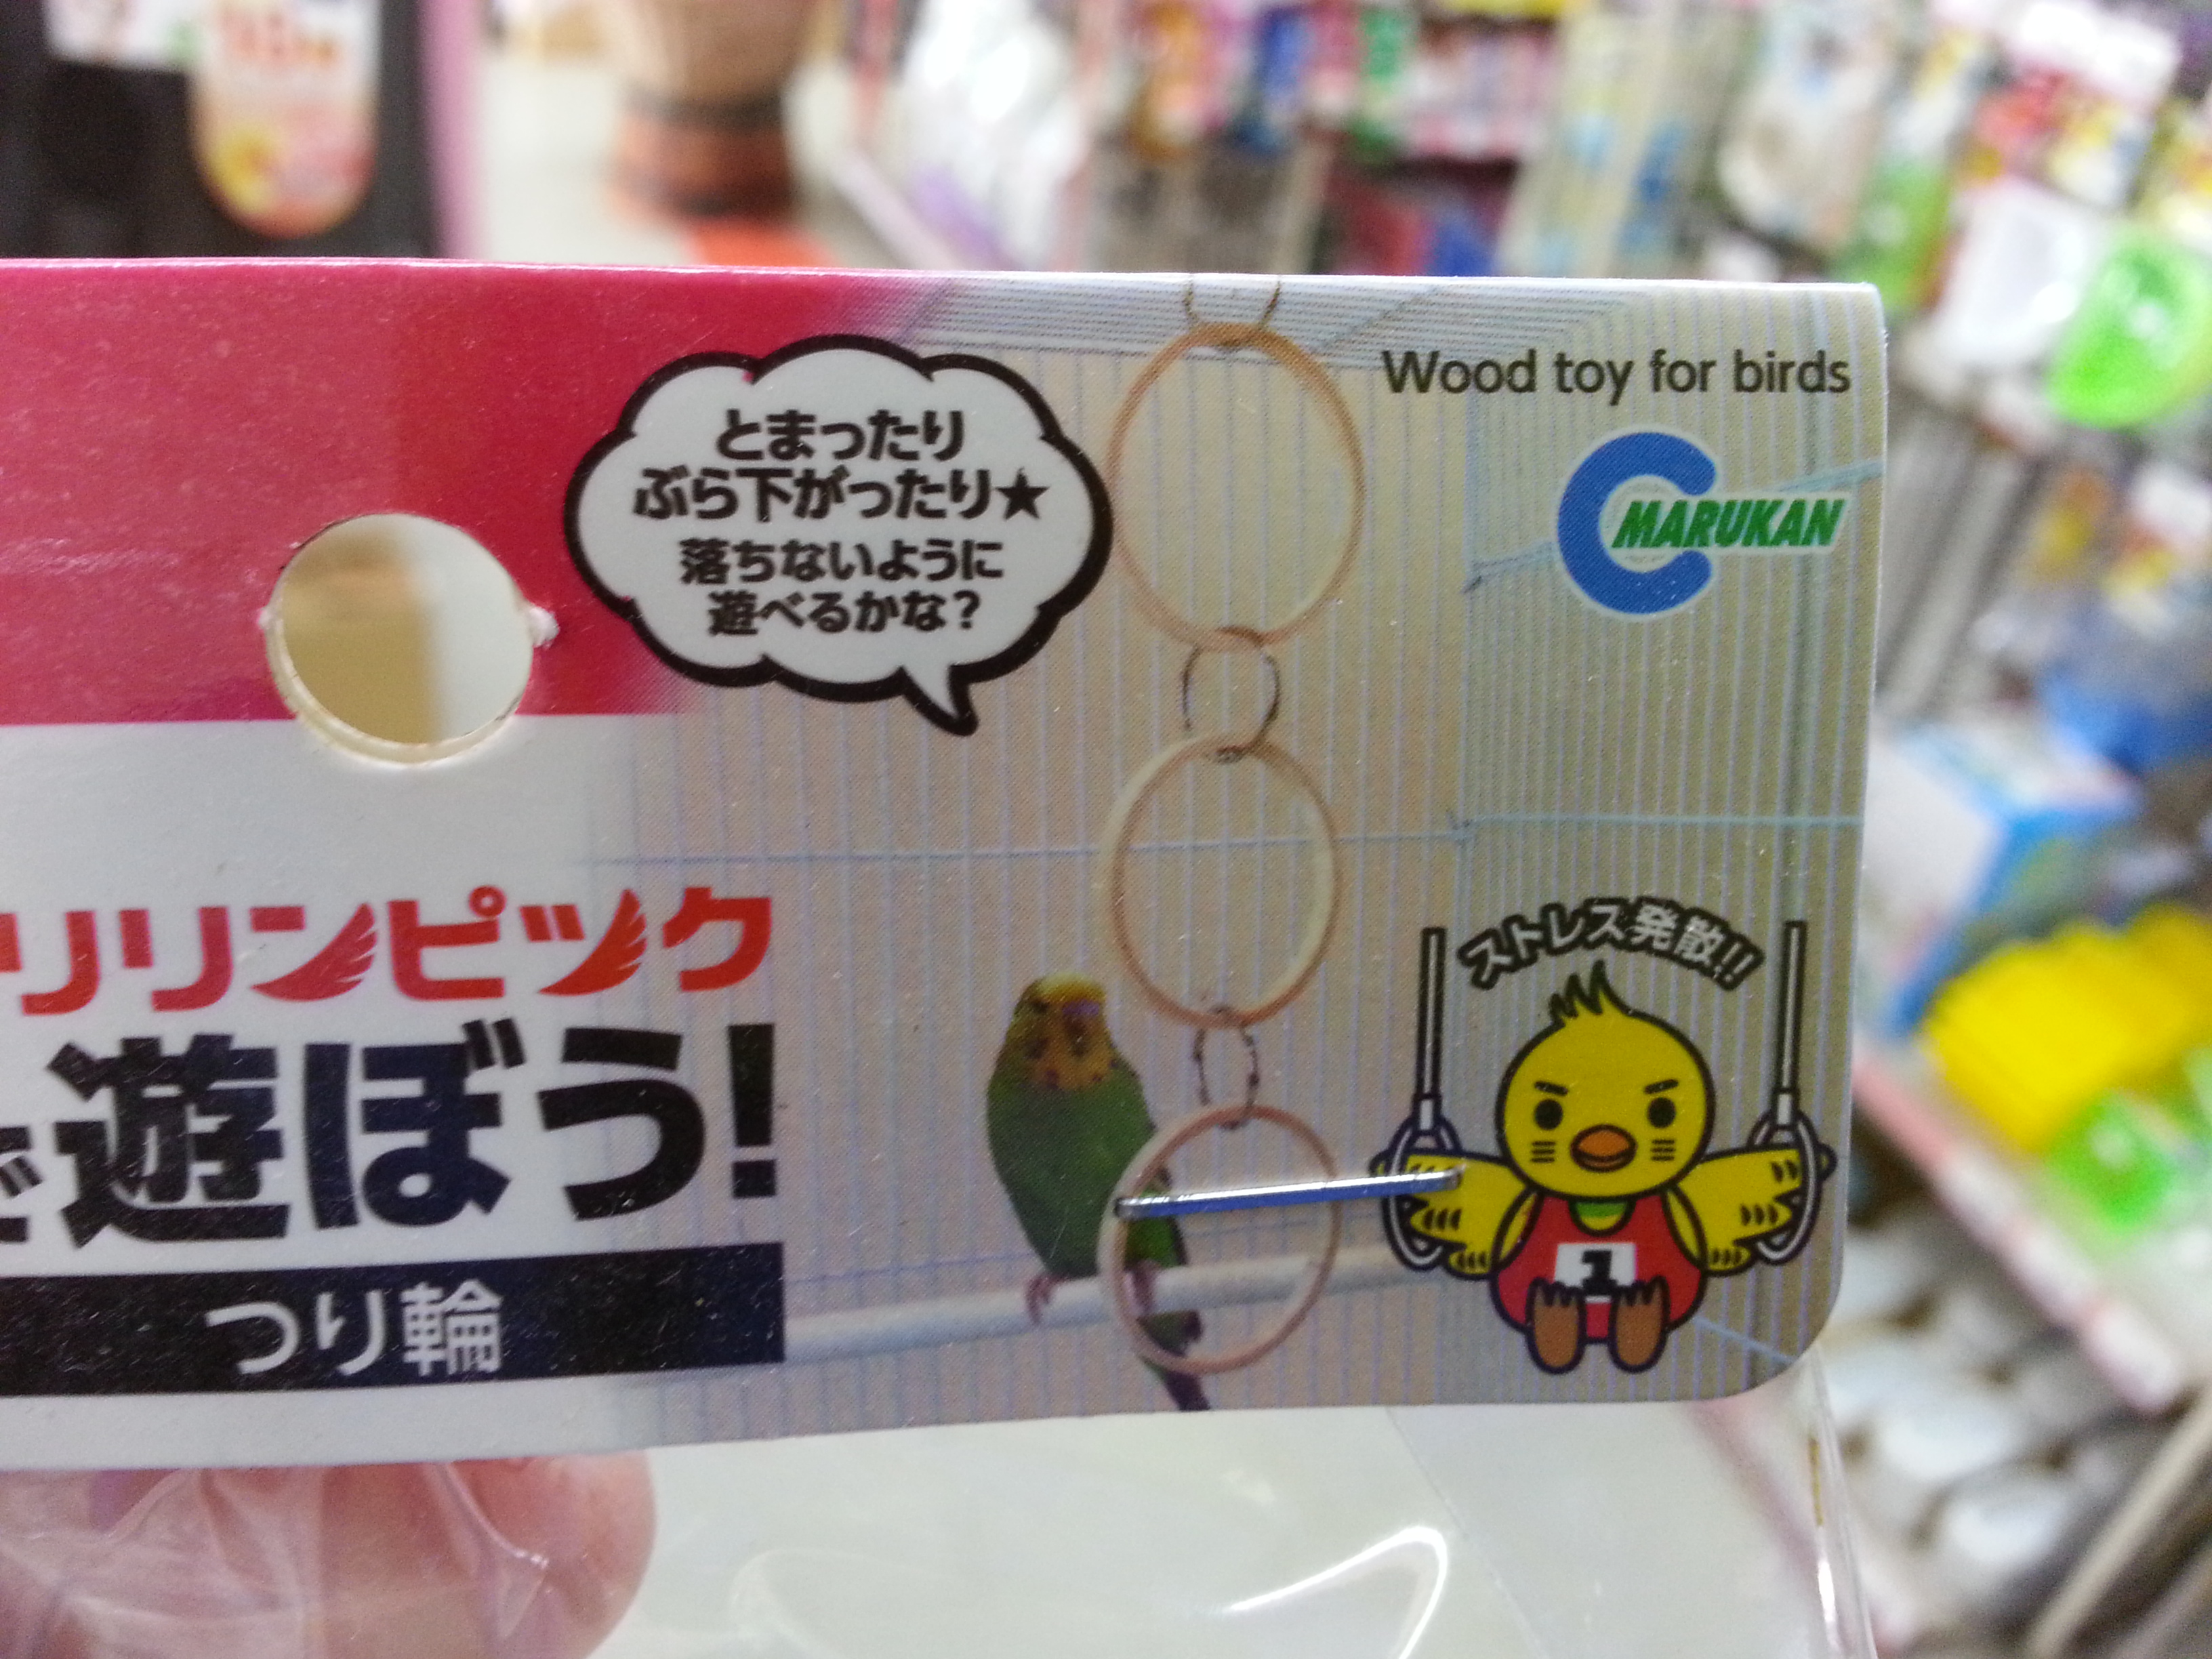 Wood toy for birds
MARUKAN
とまったり
ぶら下がったり★
落ちないように
遊べるかな？
リリンピック
で遊ぼう！
つり輪
ストレス発散!!
1